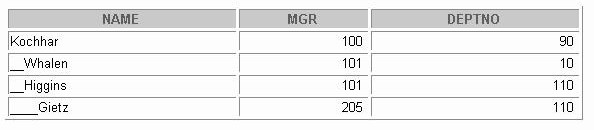 NAME MGR DEPTNO
Kochhar 100 90
__Whalen 101 10
__Higgins 101 110
____Gietz 205 110